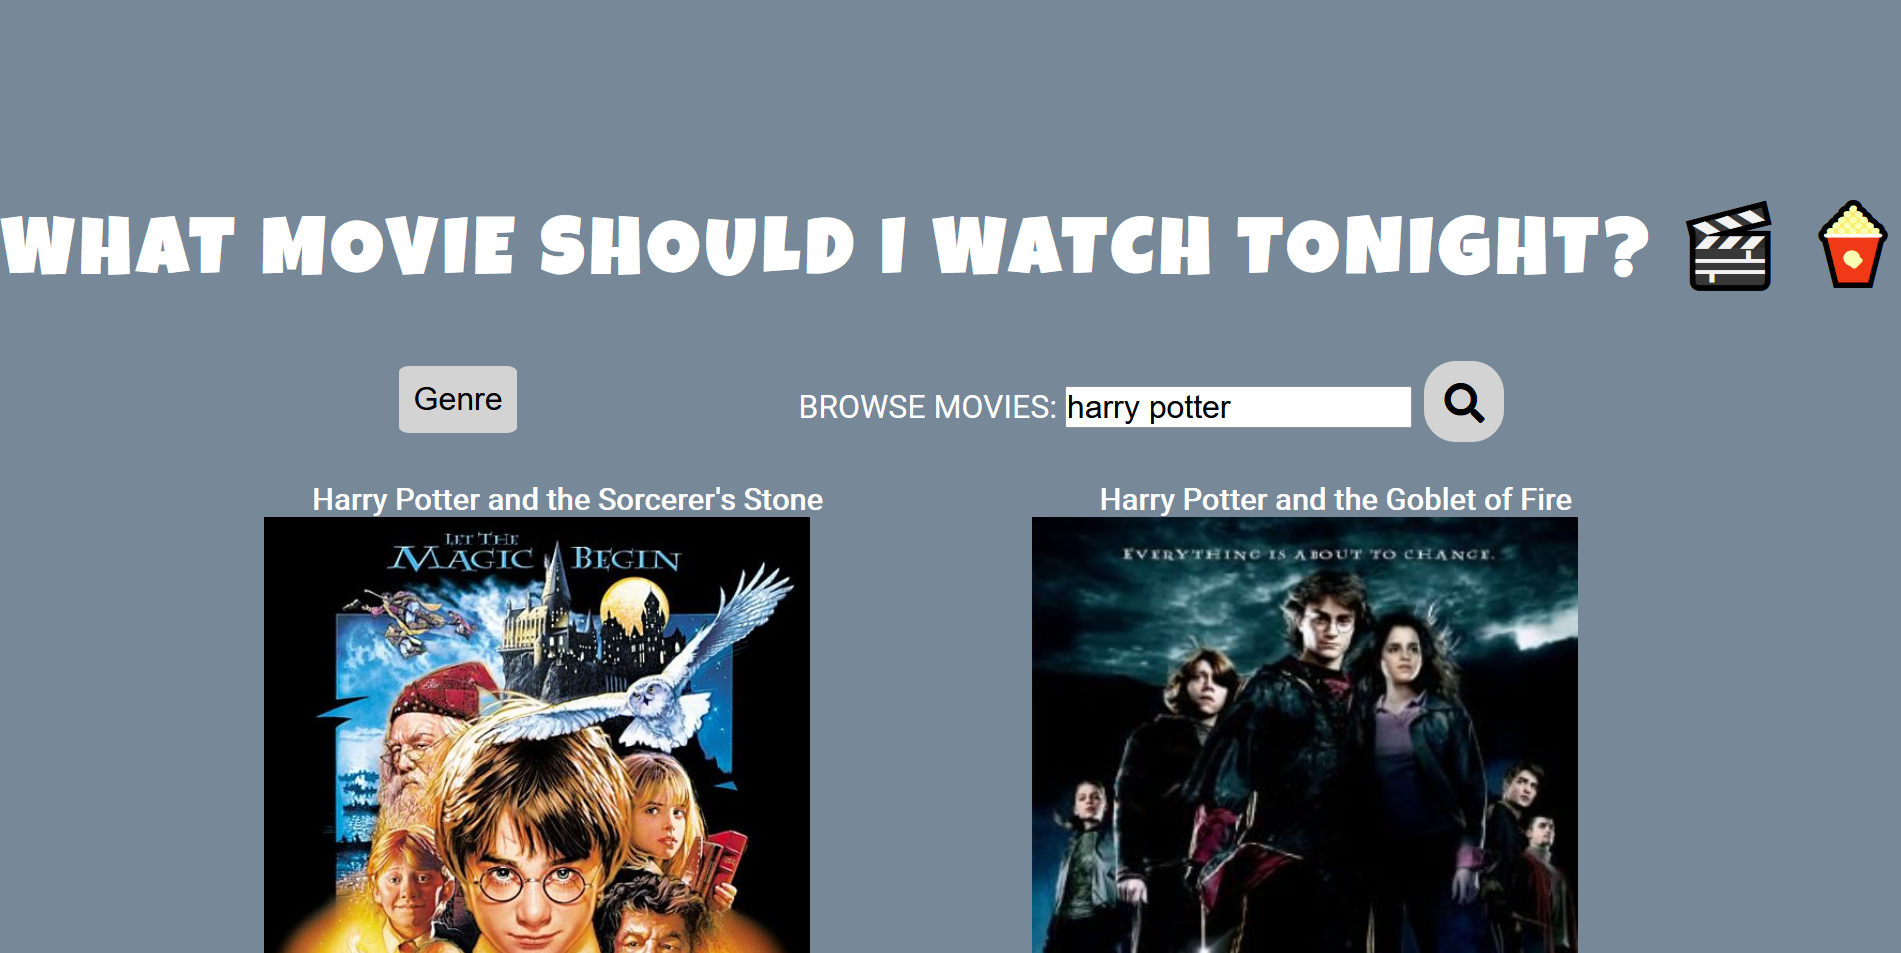 WHAT MOVIE SHOULD I WATCH TONIGHT?
Genre
BROWSE MOVIES: harry potter
Harry Potter and the Sorcerer's Stone
LET THE
MAGIC BEGIN
Harry Potter and the Goblet of Fire
EVERYTHING IS ABOUT TO CHANGE.